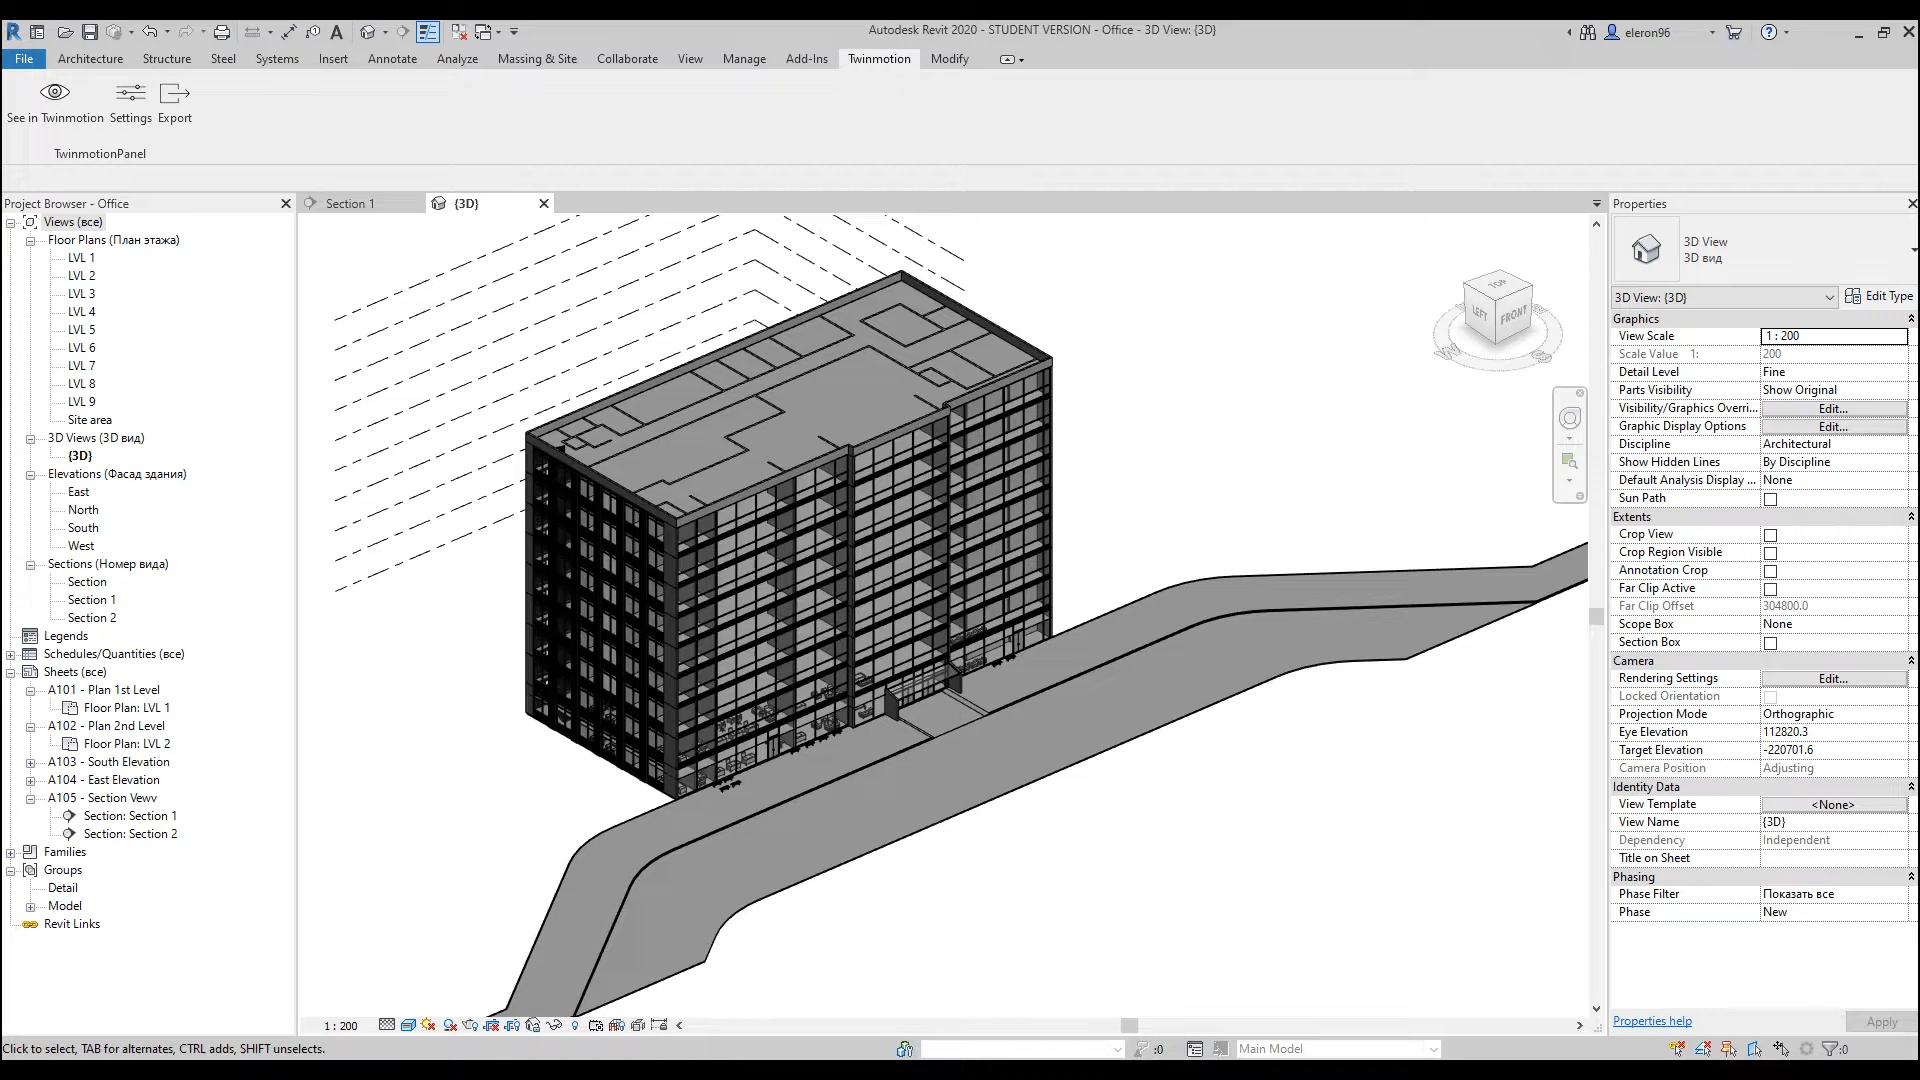 Autodesk Revit 2020 - STUDENT VERSION - Office - 3D View: {3D}
eleron96
File
Architecture
Structure
Steel
Systems
Insert
Annotate
Analyze
Massing & Site
Collaborate
View
Manage
Add-Ins
Twinmotion
Modify
See in Twinmotion
Settings
Export
TwinmotionPanel
Project Browser - Office
Views (все)
Floor Plans (План этажа)
LVL 1
LVL 2
LVL 3
LVL 4
LVL 5
LVL 6
LVL 7
LVL 8
LVL 9
Site area
3D Views (3D вид)
{3D}
Elevations (Фасад здания)
East
North
South
West
Sections (Номер вида)
Section
Section 1
Section 2
Legends
Schedules/Quantities (все)
Sheets (все)
A101 - Plan 1st Level
Floor Plan: LVL 1
A102 - Plan 2nd Level
Floor Plan: LVL 2
A103 - South Elevation
A104 - East Elevation
A105 - Section Vewv
Section: Section 1
Section: Section 2
Families
Groups
Detail
Model
Revit Links
Section 1
{3D}
TOP
LEFT
FRONT
W
S
1 : 200
Properties
3D View
3D вид
3D View: {3D}
Edit Type
Graphics
View Scale 1 : 200
Scale Value 1: 200
Detail Level Fine
Parts Visibility Show Original
Visibility/Graphics Overri... Edit...
Graphic Display Options Edit...
Discipline Architectural
Show Hidden Lines By Discipline
Default Analysis Display ... None
Sun Path
Extents
Crop View
Crop Region Visible
Annotation Crop
Far Clip Active
Far Clip Offset 304800.0
Scope Box None
Section Box
Camera
Rendering Settings Edit...
Locked Orientation
Projection Mode Orthographic
Eye Elevation 112820.3
Target Elevation -220701.6
Camera Position Adjusting
Identity Data
View Template <None>
View Name {3D}
Dependency Independent
Title on Sheet
Phasing
Phase Filter Показать все
Phase New
Properties help
Apply
Click to select, TAB for alternates, CTRL adds, SHIFT unselects.
:0
Main Model
:0